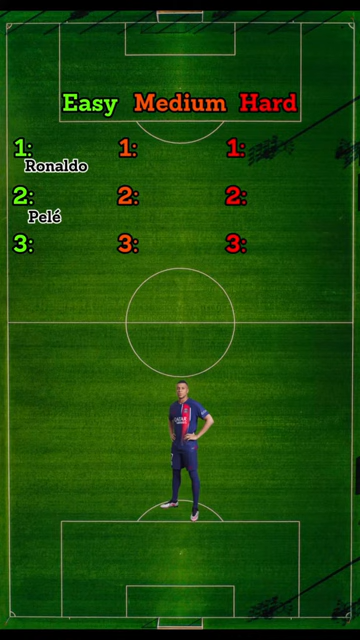 Easy Medium Hard
1: 1: 1:
Ronaldo
2: 2: 2:
Pelé
3: 3: 3: